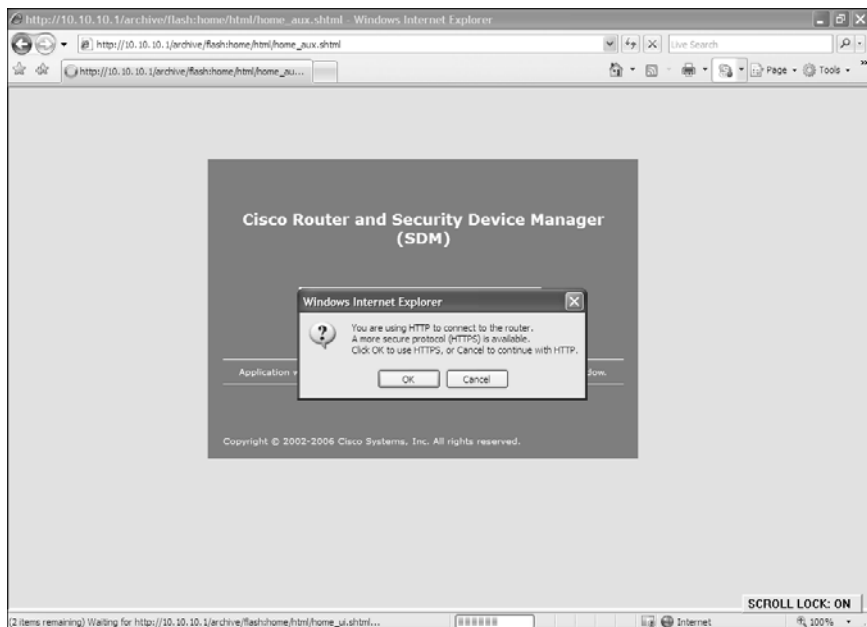 http://10.10.10.1/archive/flash:home/html/home_aux.shtml - Windows Internet Explorer
http://10.10.10.1/archive/flash:home/html/home_aux.shtml
Live Search
http://10.10.10.1/archive/flash:home/html/home_au...
Page
Tools
Cisco Router and Security Device Manager
(SDM)
Windows Internet Explorer
You are using HTTP to connect to the router.
A more secure protocol (HTTPS) is available.
Click OK to use HTTPS, or Cancel to continue with HTTP.
Application
OK
Cancel
Copyright © 2002-2006 Cisco Systems, Inc. All rights reserved.
SCROLL LOCK: ON
(2 items remaining) Waiting for http://10.10.10.1/archive/flash:home/html/home_ui.shtml...
Internet
100%